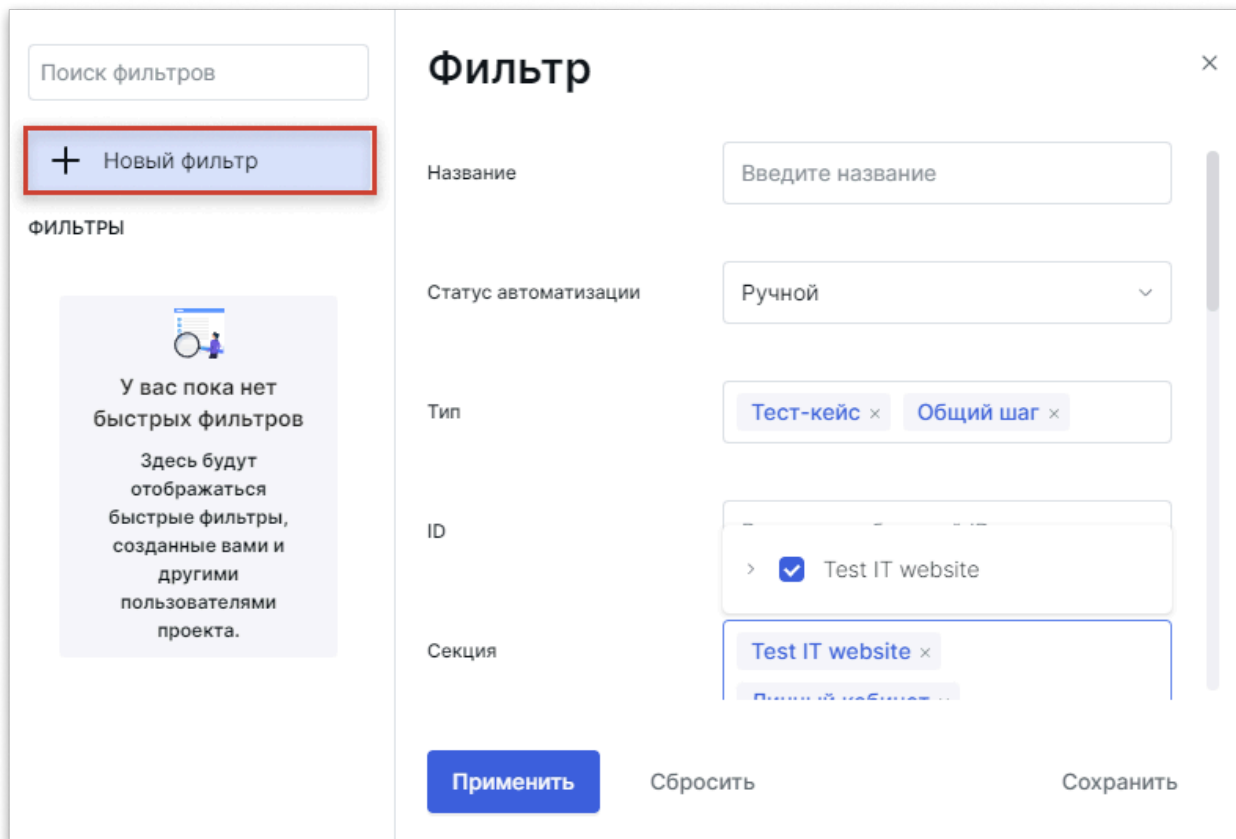 Поиск фильтров
Новый фильтр
ФИЛЬТРЫ
У вас пока нет
быстрых фильтров
Здесь будут
отображаться
быстрые фильтры,
созданные вами и
другими
пользователями
проекта.
Фильтр
Название
Введите название
Статус автоматизации
Ручной
Тип
Тест-кейс
Общий шаг
ID
Test IT website
Секция
Test IT website
Личный кабинет
Применить
Сбросить
Сохранить